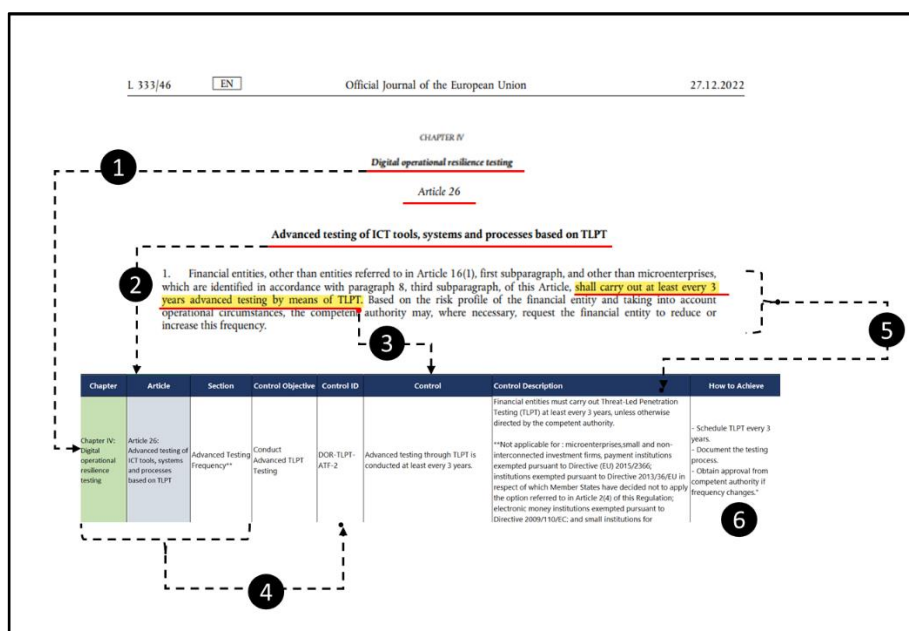 L 333/46 EN Official Journal of the European Union 27.12.2022
CHAPTER IV
1
Digital operational resilience testing
Article 26
Advanced testing of ICT tools, systems and processes based on TLPT
2
1. Financial entities, other than entities referred to in Article 16(1), first subparagraph, and other than microenterprises,
which are identified in accordance with paragraph 8, third subparagraph, of this Article, shall carry out at least every 3
years advanced testing by means of TLPT. Based on the risk profile of the financial entity and taking into account
operational circumstances, the competent authority may, where necessary, request the financial entity to reduce or
increase this frequency.
5
3
Chapter Article Section Control Objective Control ID Control Control Description How to Achieve
Chapter IV:
Digital
operational
resilience
testing
Article 26:
Advanced testing of
ICT tools, systems
and processes
based on TLPT
Advanced Testing
Frequency**
Conduct
Advanced TLPT
Testing
DOR-TLPT-
ATF-2
Advanced testing through TLPT is
conducted at least every 3 years.
Financial entities must carry out Threat-Led Penetration
Testing (TLPT) at least every 3 years, unless otherwise
directed by the competent authority.
**Not applicable for : microenterprises,small and non-
interconnected investment firms, payment institutions
exempted pursuant to Directive (EU) 2015/2366;
institutions exempted pursuant to Directive 2013/36/EU in
respect of which Member States have decided not to apply
the option referred to in Article 2(4) of this Regulation;
electronic money institutions exempted pursuant to
Directive 2009/110/EC; and small institutions for
- Schedule TLPT every 3
years.
- Document the testing
process.
- Obtain approval from
competent authority if
frequency changes."
6
4